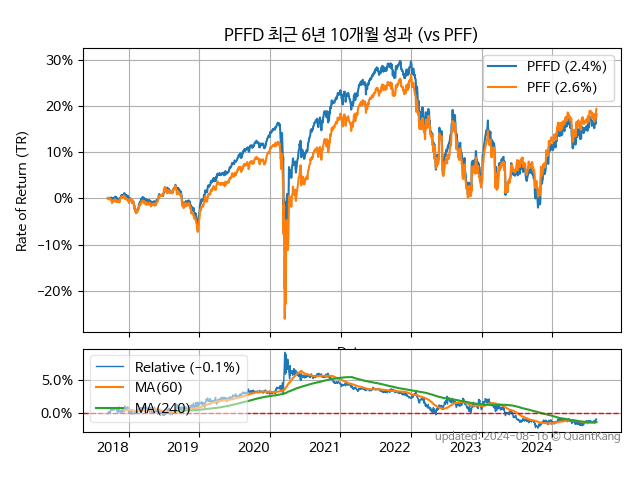 PFFD 최근 6년 10개월 성과 (vs PFF)
Rate of Return (TR)
30%
20%
10%
0%
−10%
−20%
PFFD (2.4%)
PFF (2.6%)
5.0%
0.0%
Relative (−0.1%)
MA(60)
MA(240)
2018 2019 2020 2021 2022 2023 2024
updated: 2024-08-16 © QuantKang